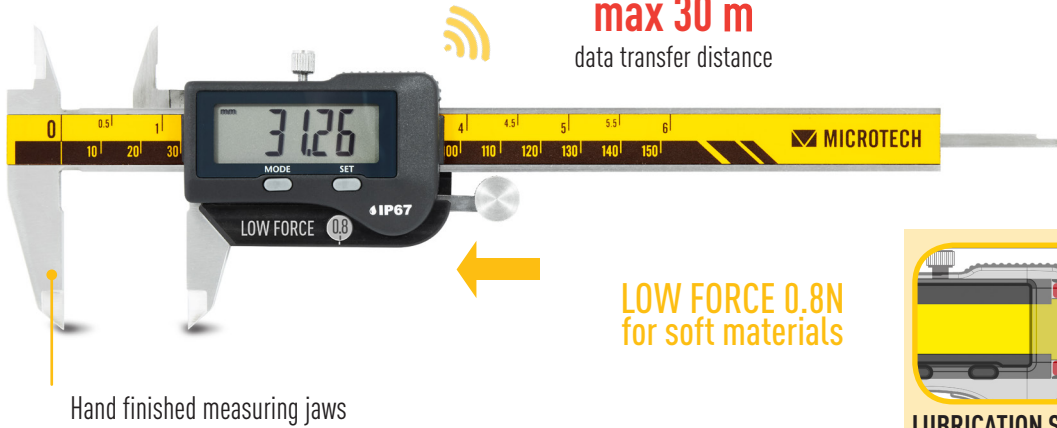 max 30 m
data transfer distance
0 0.5 1 4 4.5 5 5.5 6
10 20 30 100 110 120 130 140 150
mm 31.26
MODE SET
IP67
LOW FORCE 0.8
MICROTECH
LOW FORCE 0.8N
for soft materials
Hand finished measuring jaws
LUBRICATION S